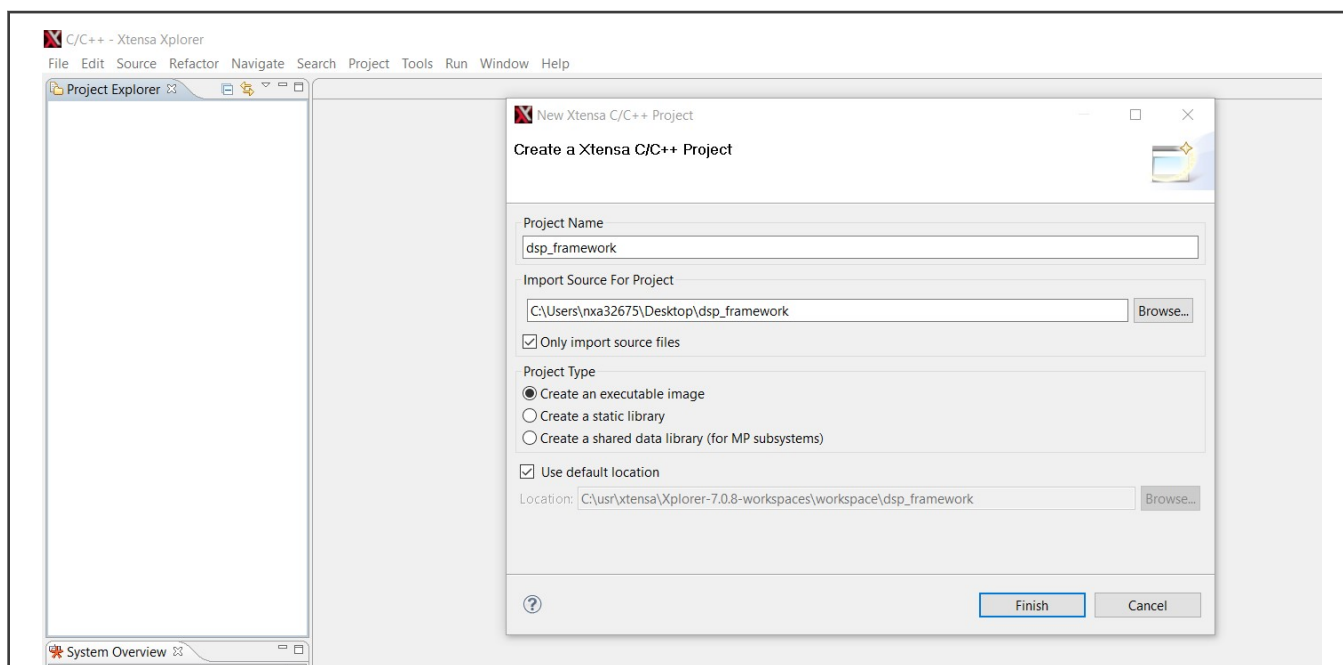 C/C++ - Xtensa Xplorer
File Edit Source Refactor Navigate Search Project Tools Run Window Help
Project Explorer
New Xtensa C/C++ Project
Create a Xtensa C/C++ Project
Project Name
dsp_framework
Import Source For Project
C:\Users\nxa32675\Desktop\dsp_framework Browse...
Only import source files
Project Type
Create an executable image
Create a static library
Create a shared data library (for MP subsystems)
Use default location
Location: C:\usr\xtensa\Xplorer-7.0.8-workspaces\workspace\dsp_framework Browse...
? Finish Cancel
System Overview